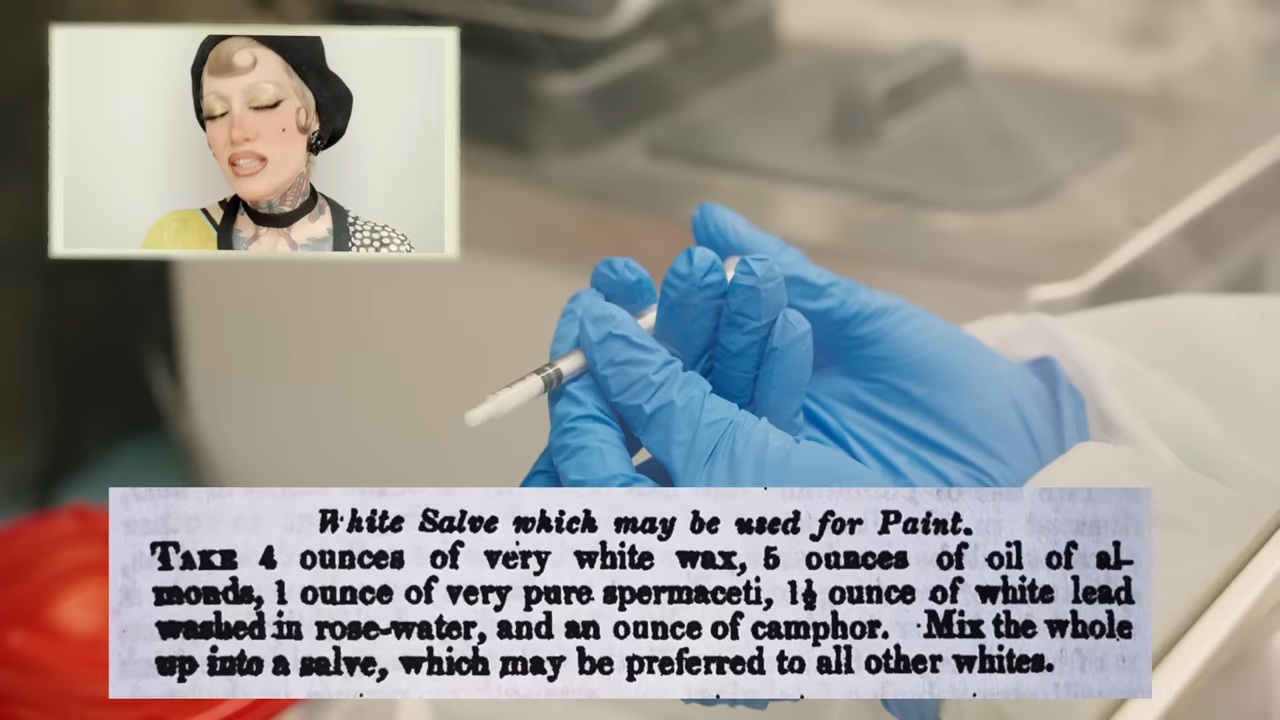 White Salve which may be used for Paint.
TAKE 4 ounces of very white wax, 5 ounces of oil of al-
monds, 1 ounce of very pure spermaceti, 1½ ounce of white lead
washed in rose-water, and an ounce of camphor. Mix the whole
up into a salve, which may be preferred to all other whites.